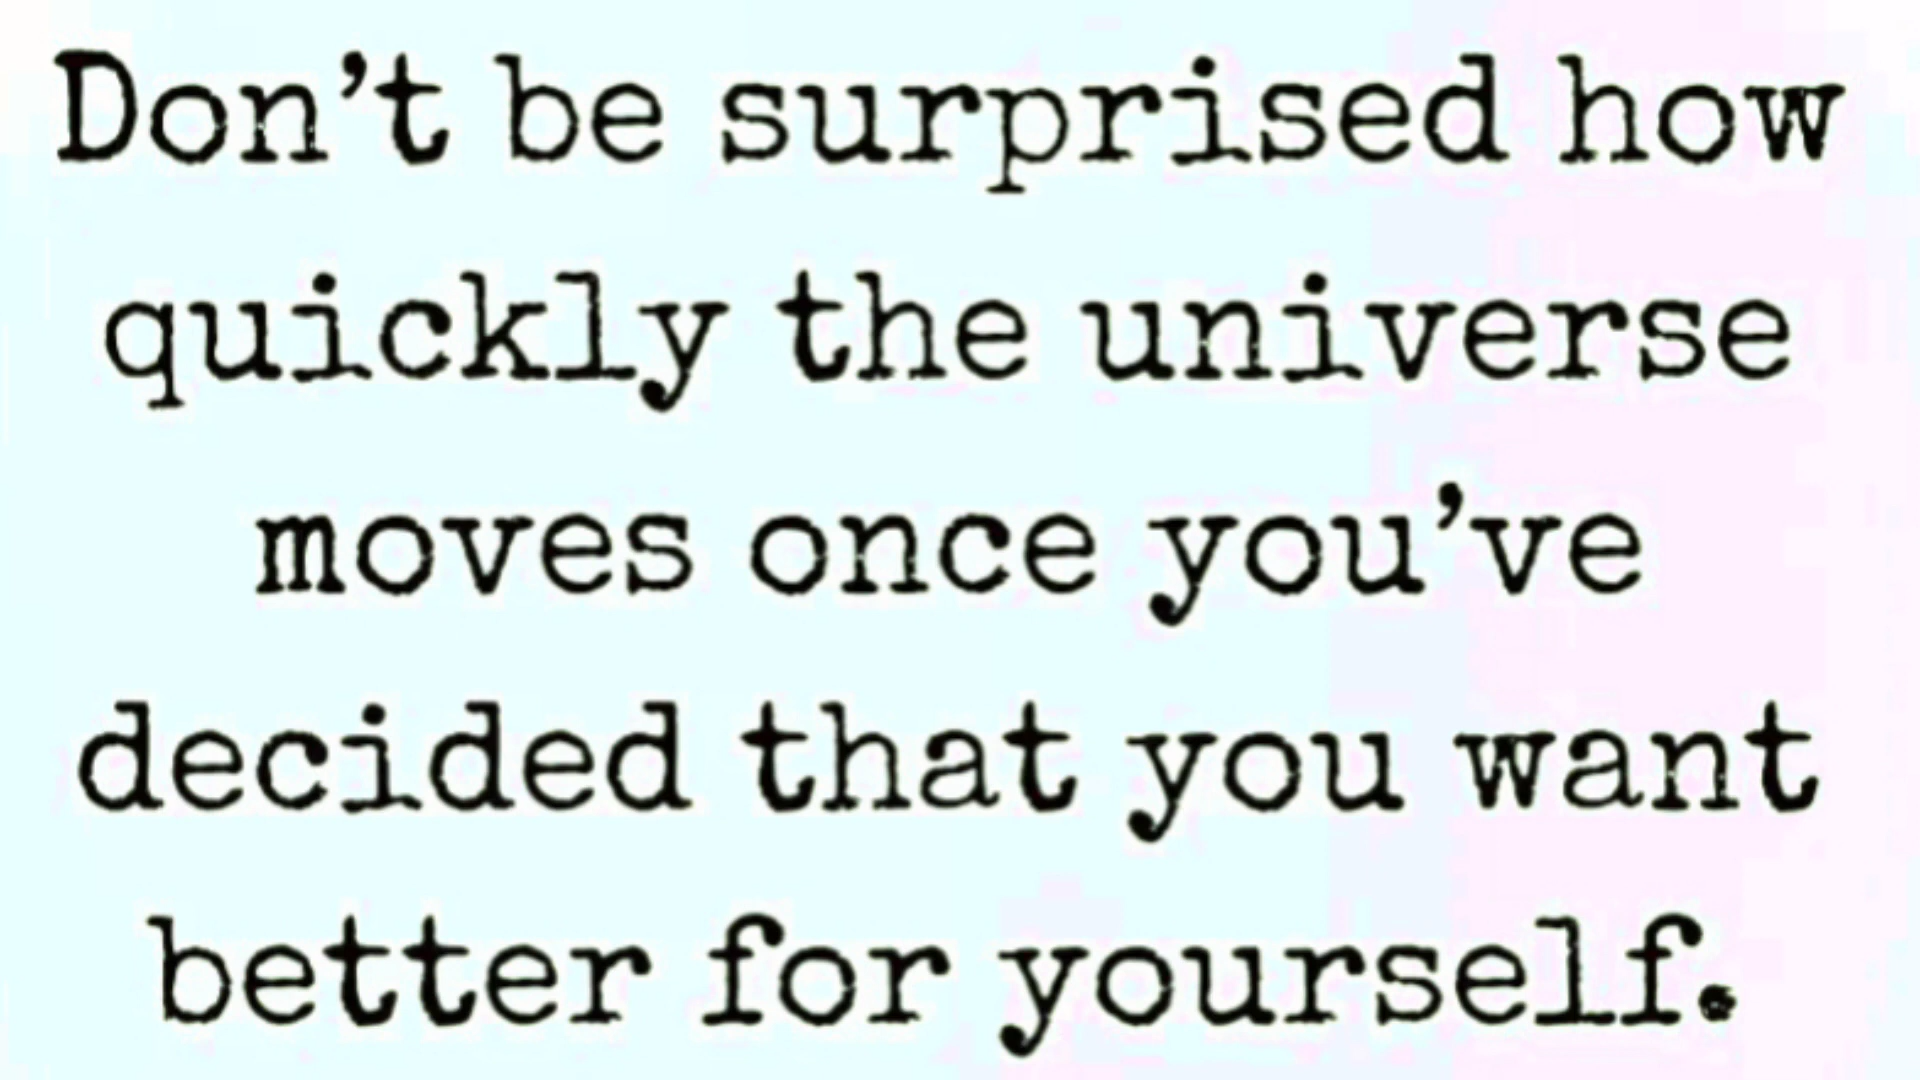 Don’t be surprised how
quickly the universe
moves once you’ve
decided that you want
better for yourself.